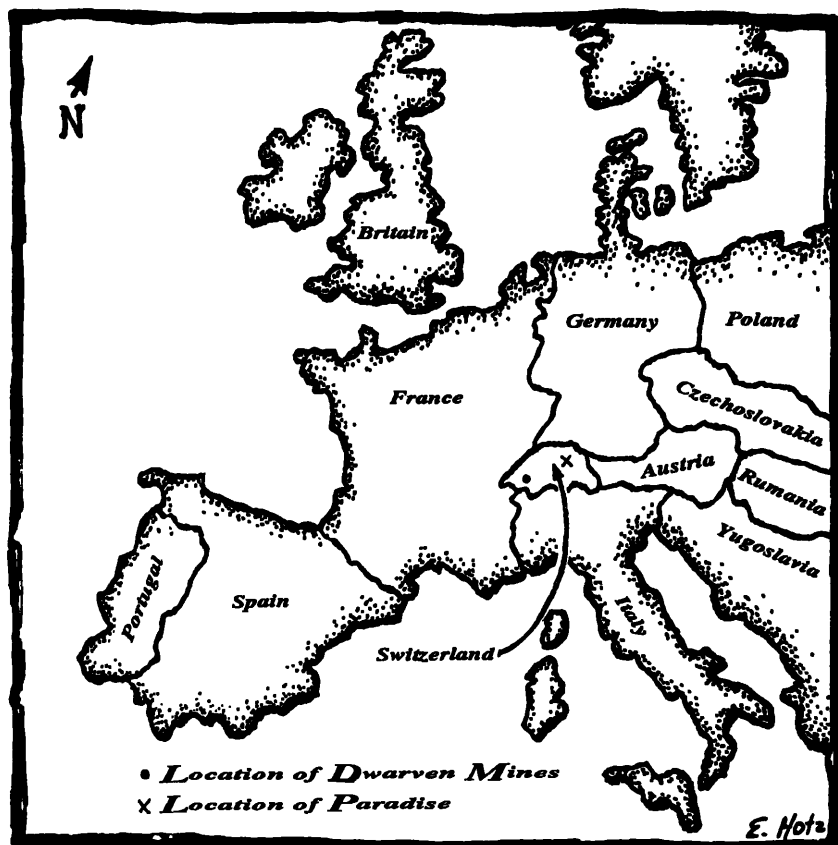 N
Britain
Germany
Poland
France
Czechoslovakia
Austria
Rumania
Yugoslavia
Portugal
Spain
Italy
Switzerland
• Location of Dwarven Mines
x Location of Paradise
E. Hotz